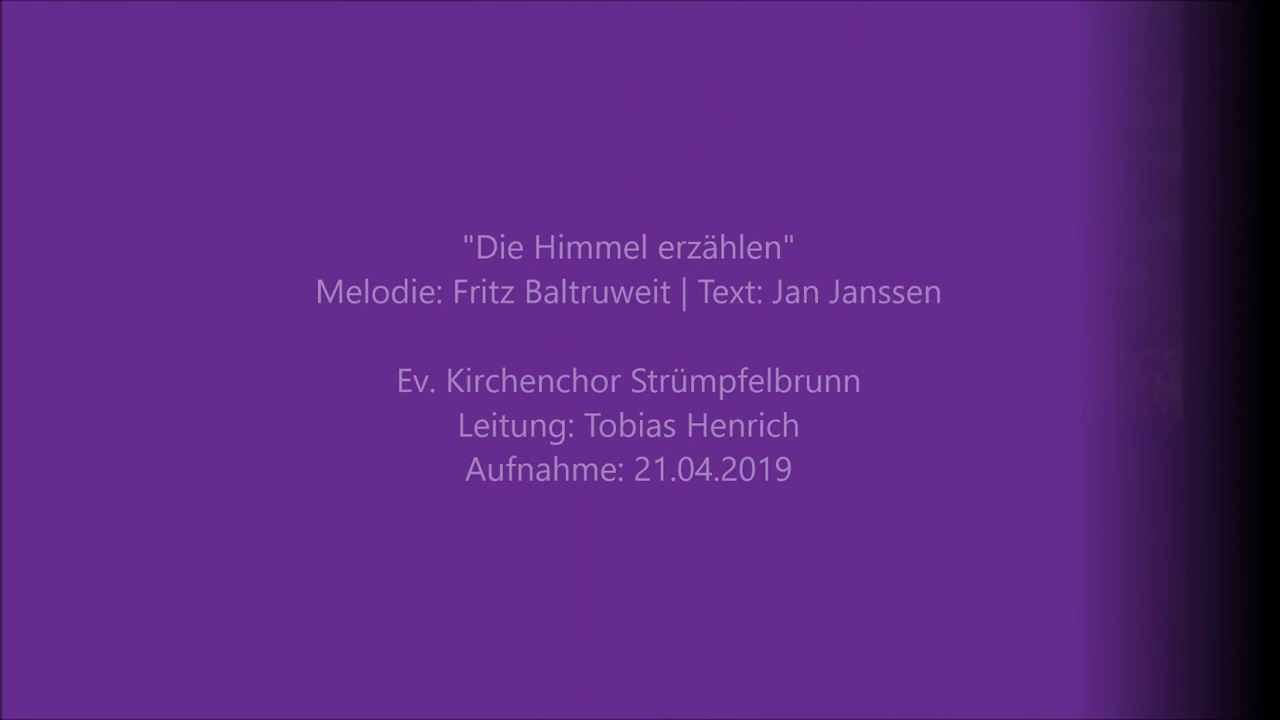 "Die Himmel erzählen"
Melodie: Fritz Baltruweit | Text: Jan Janssen
Ev. Kirchenchor Strümpfelbrunn
Leitung: Tobias Henrich
Aufnahme: 21.04.2019